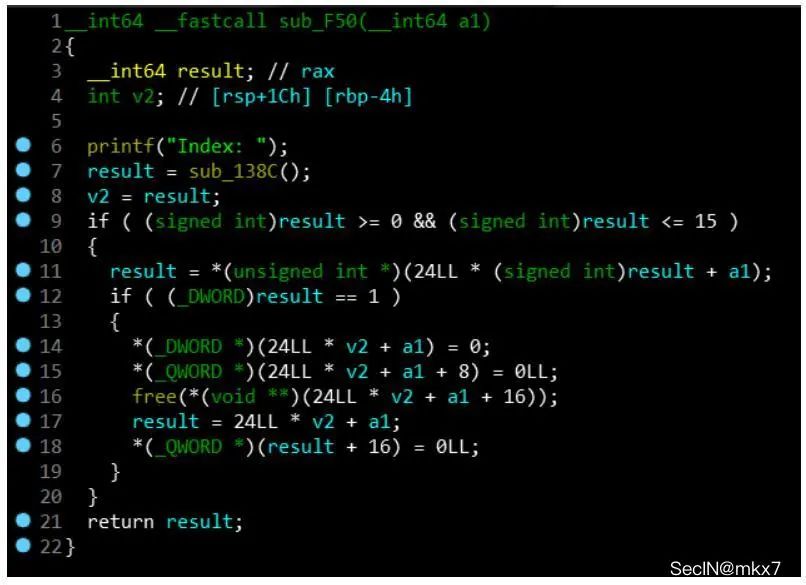 1 __int64 __fastcall sub_F50(__int64 a1)
2 {
3   __int64 result; // rax
4   int v2; // [rsp+1Ch] [rbp-4h]
5
6   printf("Index: ");
7   result = sub_138C();
8   v2 = result;
9   if ( (signed int)result >= 0 && (signed int)result <= 15 )
10   {
11     result = *(unsigned int *)(24LL * (signed int)result + a1);
12     if ( (_DWORD)result == 1 )
13     {
14       *(_DWORD *)(24LL * v2 + a1) = 0;
15       *(_QWORD *)(24LL * v2 + a1 + 8) = 0LL;
16       free(*(void **)(24LL * v2 + a1 + 16));
17       result = 24LL * v2 + a1;
18       *(_QWORD *)(result + 16) = 0LL;
19     }
20   }
21   return result;
22 }
SecIN@mkx7